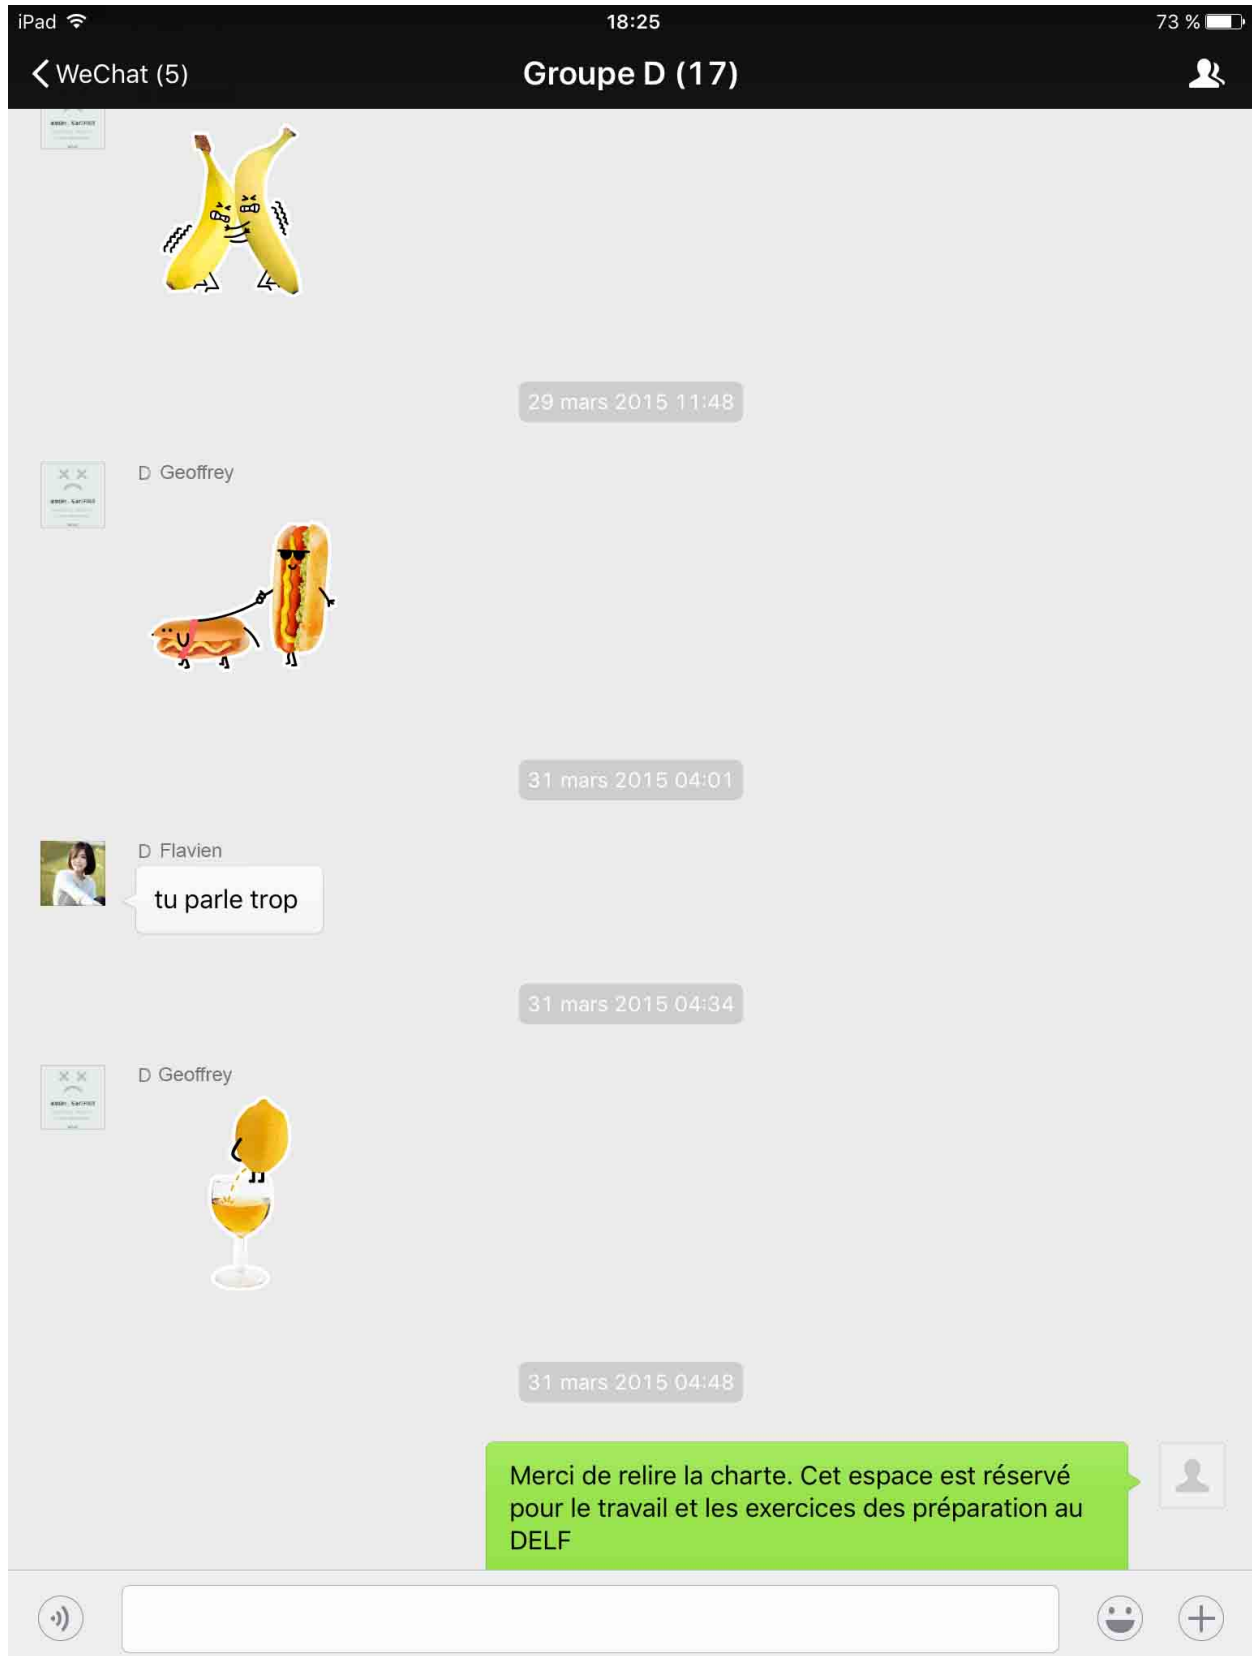 iPad 18:25 73 %
WeChat (5) Groupe D (17)
29 mars 2015 11:48
D Geoffrey
31 mars 2015 04:01
D Flavien
tu parle trop
31 mars 2015 04:34
D Geoffrey
31 mars 2015 04:48
Merci de relire la charte. Cet espace est réservé
pour le travail et les exercices des préparation au
DELF